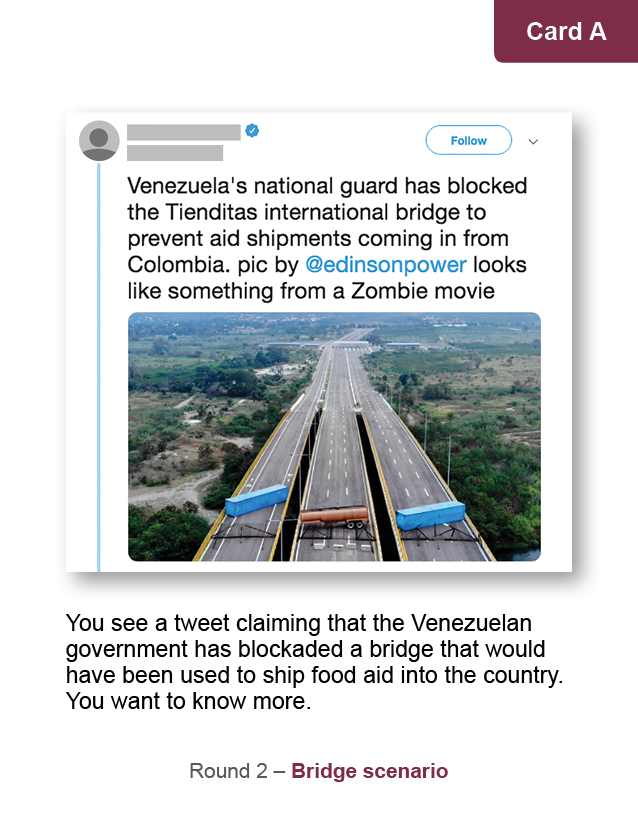 Card A
Follow
Venezuela's national guard has blocked
the Tienditas international bridge to
prevent aid shipments coming in from
Colombia. pic by @edinsonpower looks
like something from a Zombie movie
You see a tweet claiming that the Venezuelan
government has blockaded a bridge that would
have been used to ship food aid into the country.
You want to know more.
Round 2 – Bridge scenario